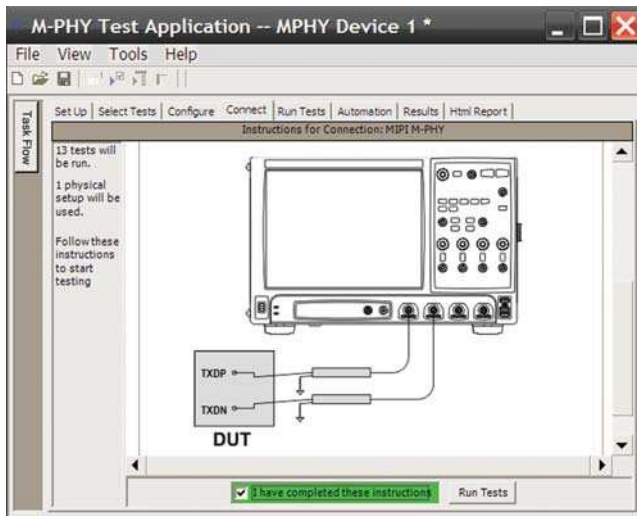 M-PHY Test Application -- MPHY Device 1 *
File View Tools Help
Task Flow
Set Up Select Tests Configure Connect Run Tests Automation Results Html Report
Instructions for Connection: MIPI M-PHY
13 tests will
be run.
1 physical
setup will be
used.
Follow these
instructions
to start
testing
TXDP
TXDN
DUT
I have completed these instructions
Run Tests